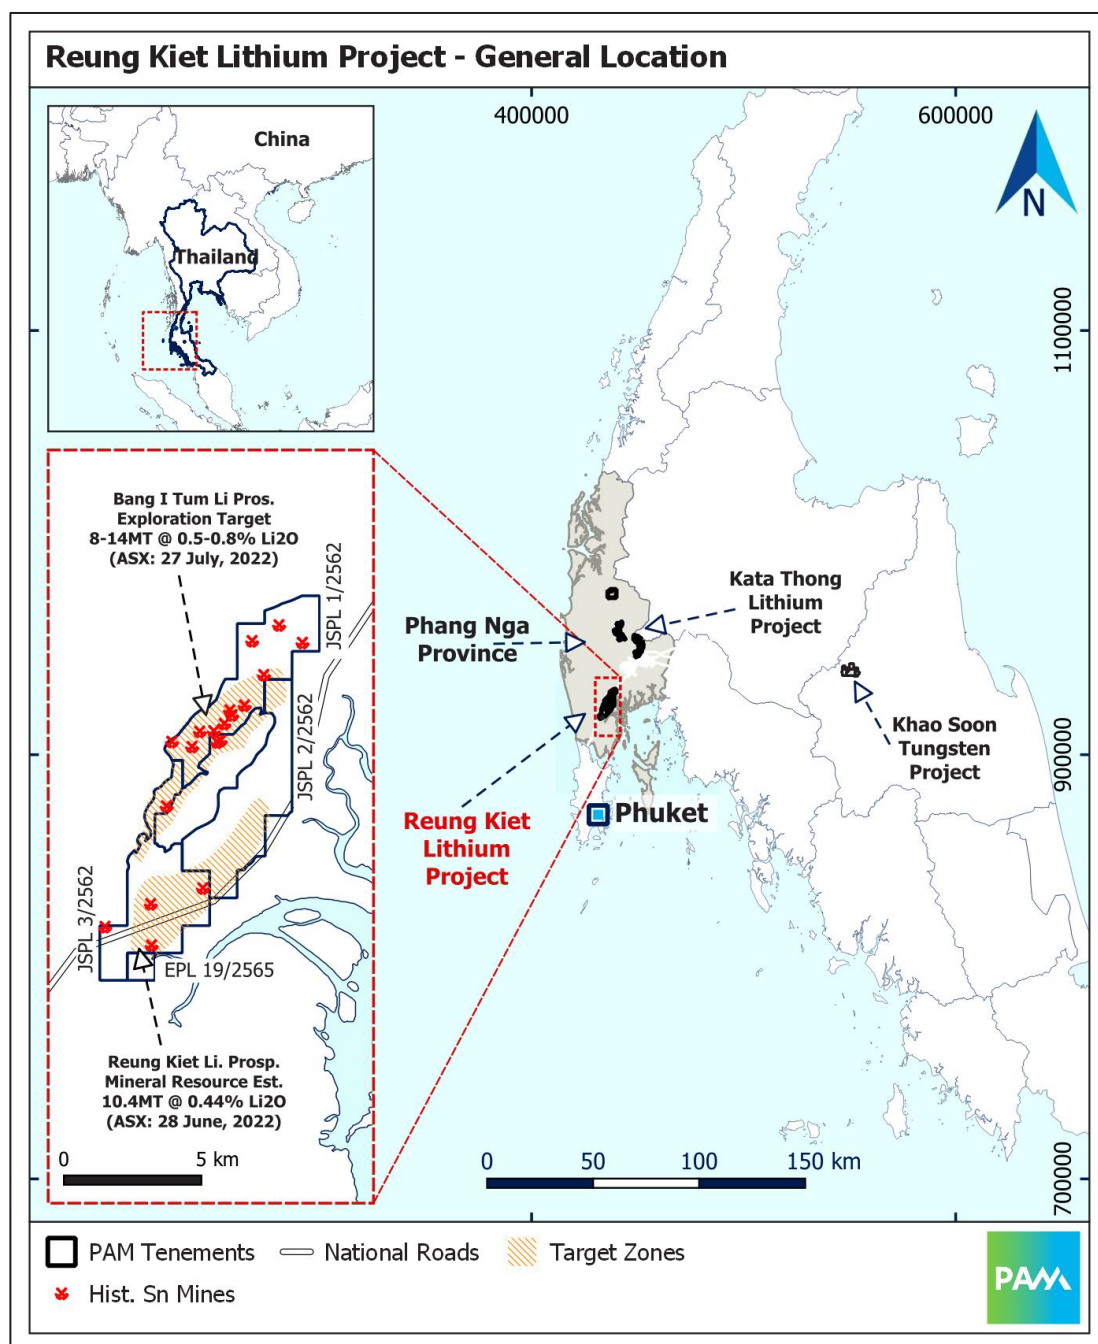 Reung Kiet Lithium Project - General Location
400000
600000
China
Thailand
N
1100000
Bang I Tum Li Pros.
Exploration Target
8-14MT @ 0.5-0.8% Li2O
(ASX: 27 July, 2022)
JSPL 1/2562
JSPL 2/2562
JSPL 3/2562
EPL 19/2565
Reung Kiet Li. Prosp.
Mineral Resource Est.
10.4MT @ 0.44% Li2O
(ASX: 28 June, 2022)
0 5 km
Kata Thong
Lithium
Project
Phang Nga
Province
Khao Soon
Tungsten
Project
900000
Phuket
Reung Kiet
Lithium
Project
0 50 100 150 km
700000
PAM Tenements
National Roads
Target Zones
Hist. Sn Mines
PAM